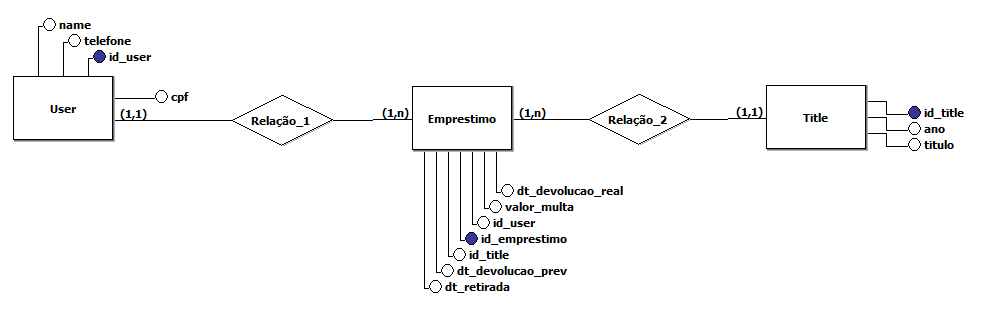 name
telefone
id_user
User
cpf
(1,1)
Relação_1
(1,n)
Emprestimo
(1,n)
Relação_2
(1,1)
Title
id_title
ano
titulo
dt_devolucao_real
valor_multa
id_user
id_emprestimo
id_title
dt_devolucao_prev
dt_retirada